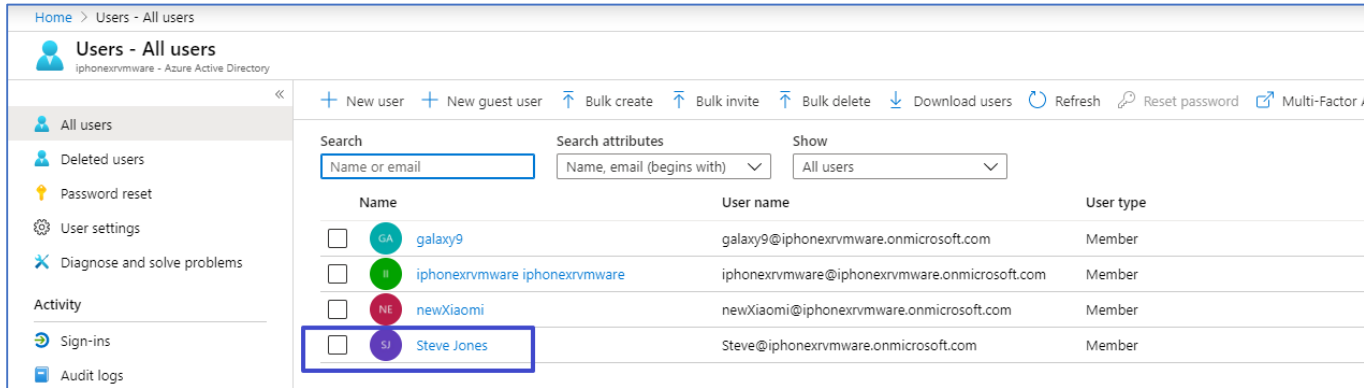 Home > Users - All users
Users - All users
iphonexrvmware - Azure Active Directory
«
New user New guest user Bulk create Bulk invite Bulk delete Download users Refresh Reset password Multi-Factor A
All users
Deleted users
Password reset
User settings
Diagnose and solve problems
Activity
Sign-ins
Audit logs
Search Search attributes Show
Name or email Name, email (begins with) All users
Name User name User type
GA galaxy9 galaxy9@iphonexrvmware.onmicrosoft.com Member
II iphonexrvmware iphonexrvmware iphonexrvmware@iphonexrvmware.onmicrosoft.com Member
NE newXiaomi newXiaomi@iphonexrvmware.onmicrosoft.com Member
SJ Steve Jones Steve@iphonexrvmware.onmicrosoft.com Member